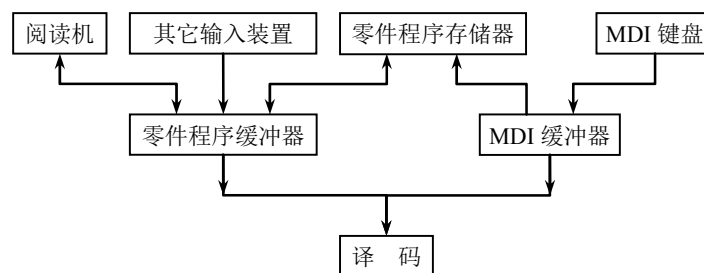 阅读机
其它输入装置
零件程序存储器
MDI 键盘
零件程序缓冲器
MDI 缓冲器
译 码